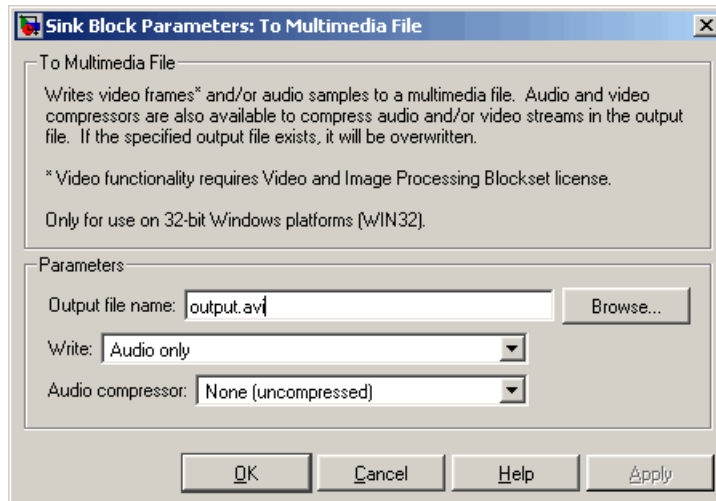 Sink Block Parameters: To Multimedia File
To Multimedia File
Writes video frames* and/or audio samples to a multimedia file. Audio and video
compressors are also available to compress audio and/or video streams in the output
file. If the specified output file exists, it will be overwritten.
* Video functionality requires Video and Image Processing Blockset license.
Only for use on 32-bit Windows platforms (WIN32).
Parameters
Output file name: output.avi Browse...
Write: Audio only
Audio compressor: None (uncompressed)
OK Cancel Help Apply